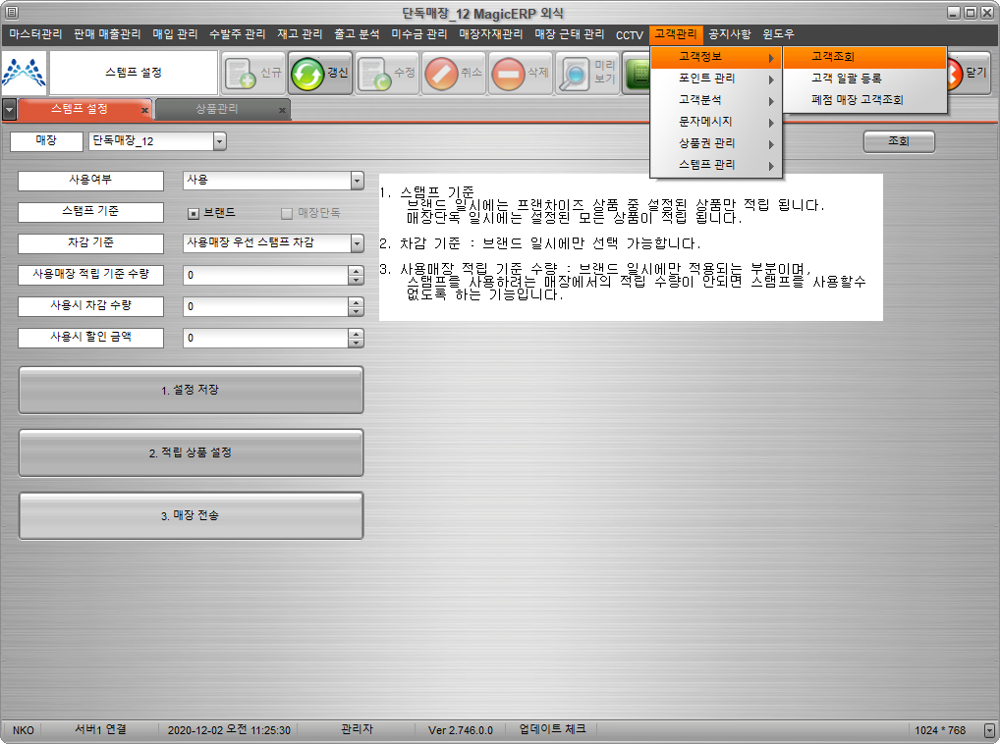 단독매장_12 MagicERP 외식
마스터관리 판매 매출관리 매입 관리 수발주 관리 재고 관리 출고 분석 미수금 관리 매장자재관리 매장 근태 관리 CCTV 고객관리 공지사항 윈도우
스템프 설정 신규 갱신 수정 취소 삭제 미리 보기 닫기
고객정보 고객조회
포인트 관리 고객 일괄 등록
고객분석 폐점 매장 고객조회
문자메시지
상품권 관리
스템프 관리
스템프 설정 상품관리
매장 단독매장_12 조회
사용여부 사용
스템프 기준 브랜드 매장단독
차감 기준 사용매장 우선 스탬프 차감
사용매장 적립 기준 수량 0
사용시 차감 수량 0
사용시 할인 금액 0
1. 설정 저장
2. 적립 상품 설정
3. 매장 전송
1. 스탬프 기준
브랜드 일시에는 프랜차이즈 상품 중 설정된 상품만 적립 됩니다.
매장단독 일시에는 설정된 모든 상품이 적립 됩니다.
2. 차감 기준 : 브랜드 일시에만 선택 가능합니다.
3. 사용매장 적립 기준 수량 : 브랜드 일시에만 적용되는 부분이며,
스탬프를 사용하려는 매장에서의 적립 수량이 안되면 스탬프를 사용할수
없도록 하는 기능입니다.
NKO 서버1 연결 2020-12-02 오전 11:25:30 관리자 Ver 2.746.0.0 업데이트 체크 1024 * 768